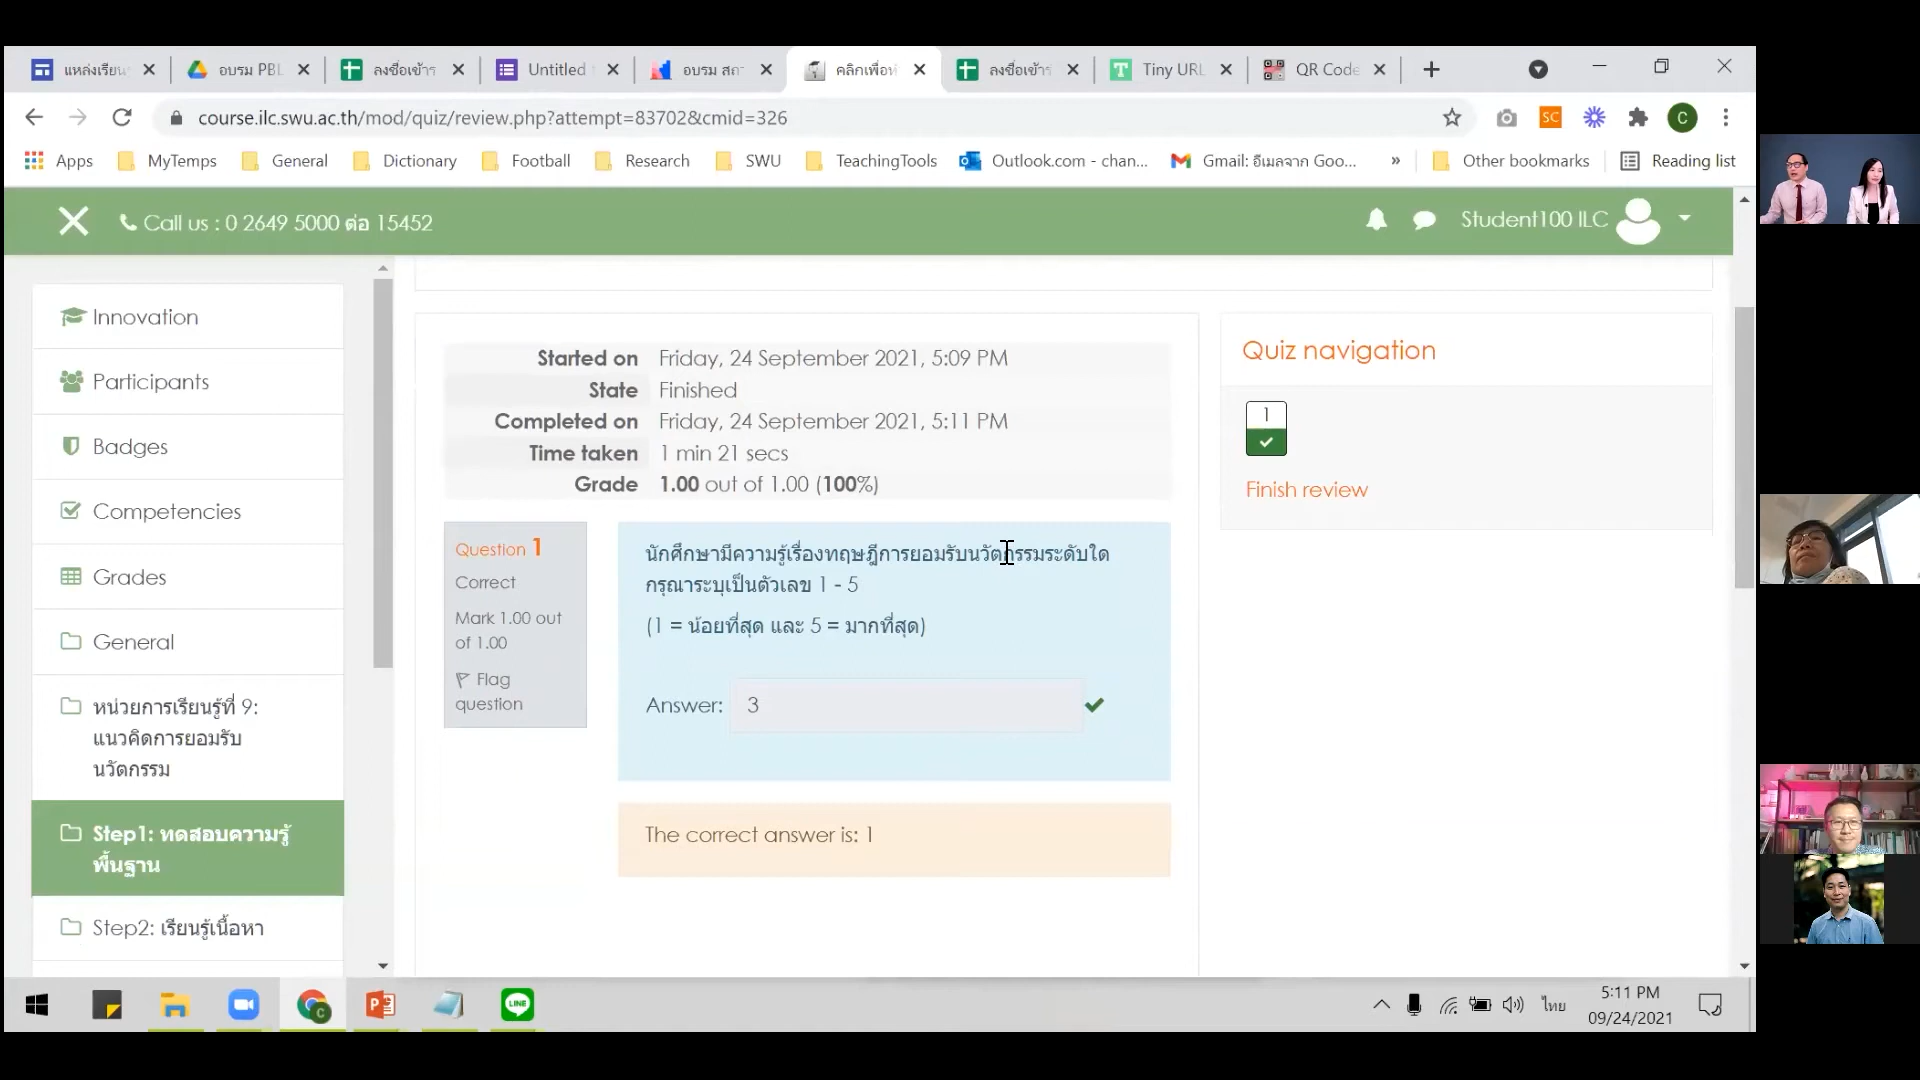 แหล่งเรียน
อบรม PBL
ลงชื่อเข้าร
Untitled
อบรม สถ
คลิกเพื่อท
ลงชื่อเข้าร
Tiny URL
QR Code
course.ilc.swu.ac.th/mod/quiz/review.php?attempt=83702&cmid=326
SC
C
Apps
MyTemps
General
Dictionary
Football
Research
SWU
TeachingTools
Outlook.com - chan...
Gmail: อีเมลจาก Goo...
»
Other bookmarks
Reading list
Call us : 0 2649 5000 ต่อ 15452
Student100 ILC
Innovation
Participants
Badges
Competencies
Grades
General
หน่วยการเรียนรู้ที่ 9:
แนวคิดการยอมรับ
นวัตกรรม
Step1: ทดสอบความรู้
พื้นฐาน
Step2: เรียนรู้เนื้อหา
Started on Friday, 24 September 2021, 5:09 PM
State Finished
Completed on Friday, 24 September 2021, 5:11 PM
Time taken 1 min 21 secs
Grade 1.00 out of 1.00 (100%)
Question 1
Correct
Mark 1.00 out
of 1.00
Flag
question
นักศึกษามีความรู้เรื่องทฤษฎีการยอมรับนวัตกรรมระดับใด
กรุณาระบุเป็นตัวเลข 1 - 5
(1 = น้อยที่สุด และ 5 = มากที่สุด)
Answer: 3
The correct answer is: 1
Quiz navigation
1
Finish review
LINE
ไทย
5:11 PM
09/24/2021